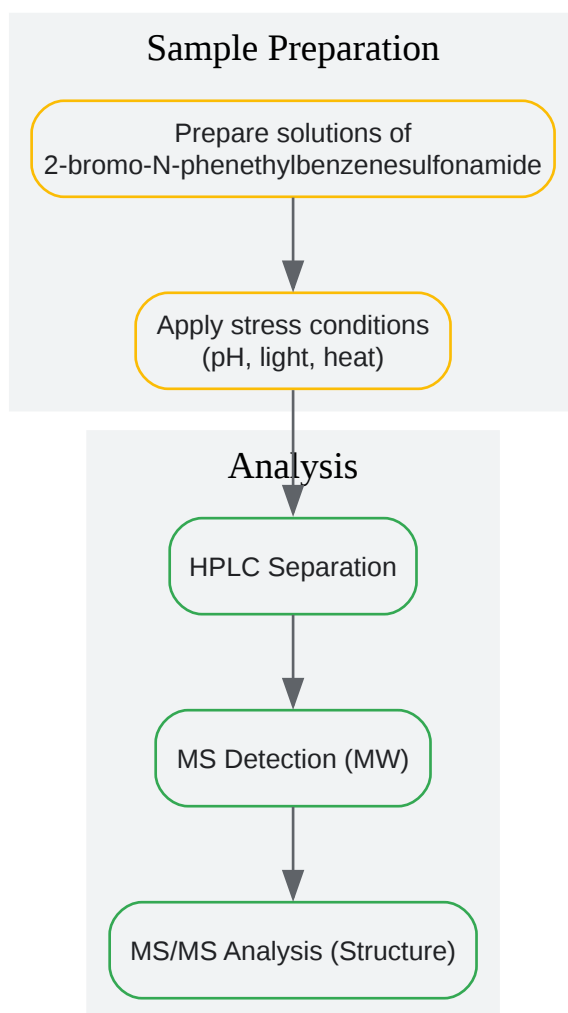 Sample Preparation
Prepare solutions of
2-bromo-N-phenethylbenzenesulfonamide
Apply stress conditions
(pH, light, heat)
Analysis
HPLC Separation
MS Detection (MW)
MS/MS Analysis (Structure)